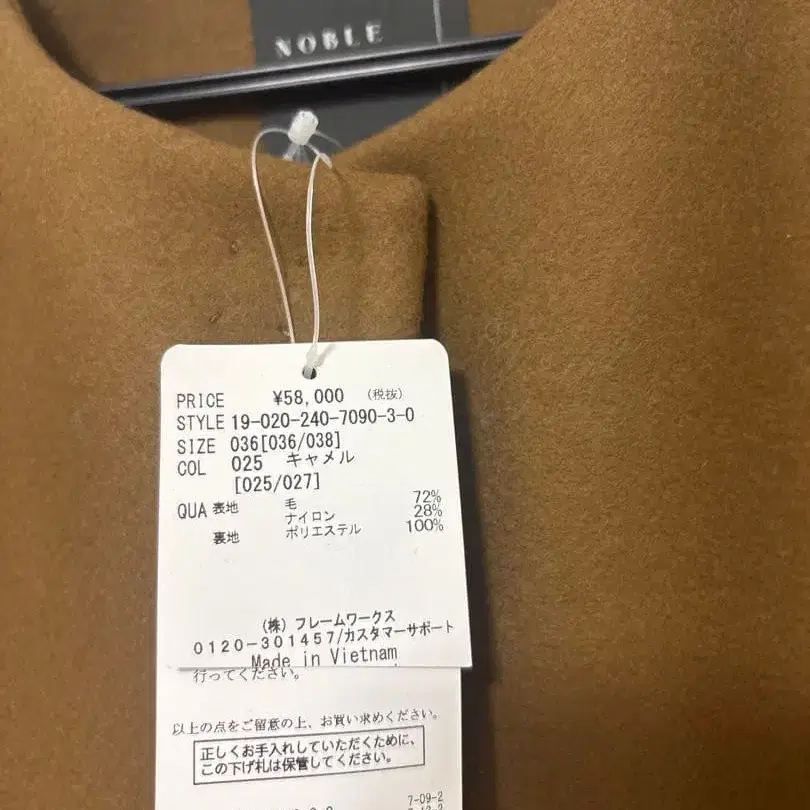 NOBLE
PRICE ¥58,000 (税抜)
STYLE 19-020-240-7090-3-0
SIZE 036[036/038]
COL 025 キャメル
[025/027]
QUA 表地 毛 72%
ナイロン 28%
裏地 ポリエステル 100%
(株) フレームワークス
0120-301457/カスタマーサポート
Made in Vietnam
行ってください。
以上の点をご留意の上、お買い求めください。
正しくお手入れしていただくために、
この下げ札は保管してください。
7-09-2